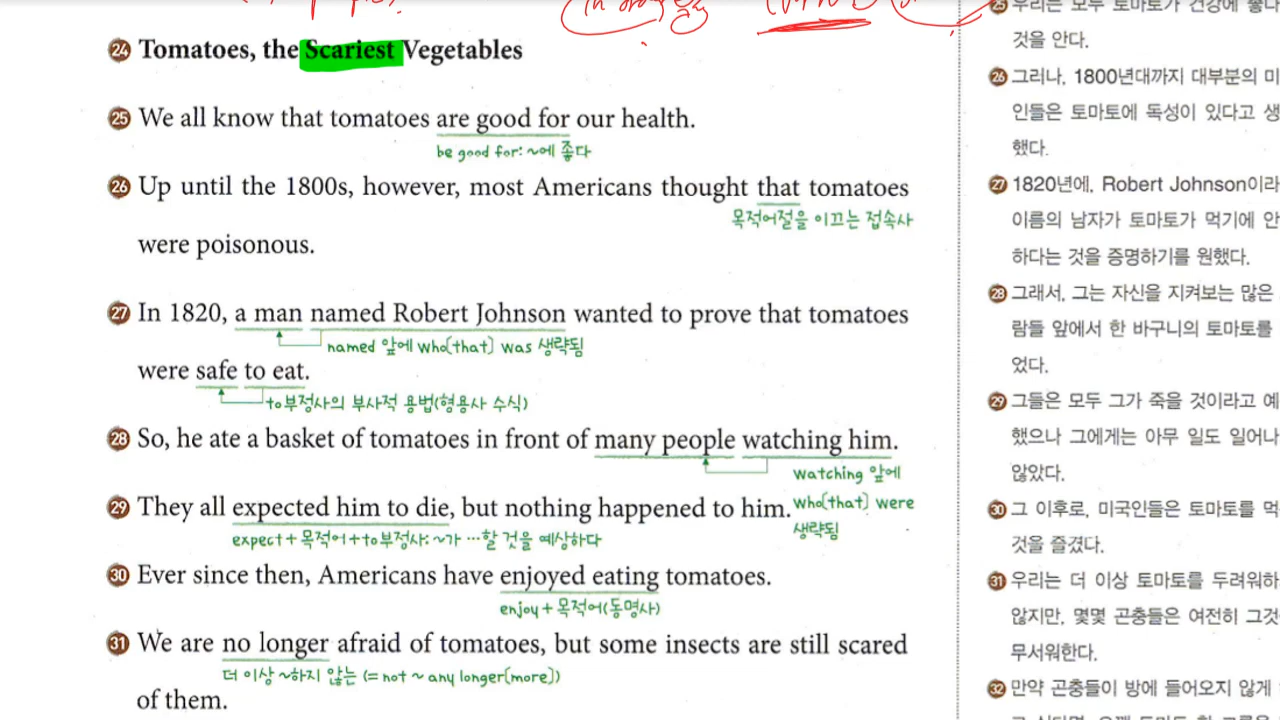 24 Tomatoes, the Scariest Vegetables
25 We all know that tomatoes are good for our health.
be good for: ~에 좋다
26 Up until the 1800s, however, most Americans thought that tomatoes
목적어절을 이끄는 접속사
were poisonous.
27 In 1820, a man named Robert Johnson wanted to prove that tomatoes
named 앞에 who(that) was 생략됨
were safe to eat.
to부정사의 부사적 용법(형용사 수식)
28 So, he ate a basket of tomatoes in front of many people watching him.
watching 앞에
who(that) were
생략됨
29 They all expected him to die, but nothing happened to him.
expect+목적어+to부정사: ~가 …할 것을 예상하다
30 Ever since then, Americans have enjoyed eating tomatoes.
enjoy+목적어(동명사)
31 We are no longer afraid of tomatoes, but some insects are still scared
더 이상 ~하지 않는 (= not ~ any longer(more))
of them.
25 우리는 모두 토마토가 건강에 좋다
것을 안다.
26 그러나, 1800년대까지 대부분의 미
인들은 토마토에 독성이 있다고 생
했다.
27 1820년에, Robert Johnson이라
이름의 남자가 토마토가 먹기에 안
하다는 것을 증명하기를 원했다.
28 그래서, 그는 자신을 지켜보는 많은
람들 앞에서 한 바구니의 토마토를
었다.
29 그들은 모두 그가 죽을 것이라고 예
했으나 그에게는 아무 일도 일어나
않았다.
30 그 이후로, 미국인들은 토마토를 먹
것을 즐겼다.
31 우리는 더 이상 토마토를 두려워하
않지만, 몇몇 곤충들은 여전히 그것
무서워한다.
32 만약 곤충들이 방에 들어오지 않게